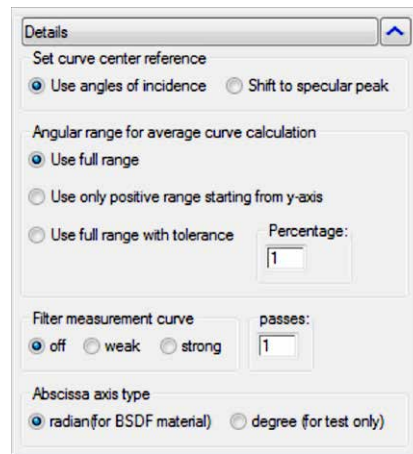 Details
Set curve center reference
Use angles of incidence Shift to specular peak
Angular range for average curve calculation
Use full range
Use only positive range starting from y-axis
Use full range with tolerance
Percentage:
1
Filter measurement curve
off weak strong
passes:
1
Abscissa axis type
radian(for BSDF material) degree (for test only)